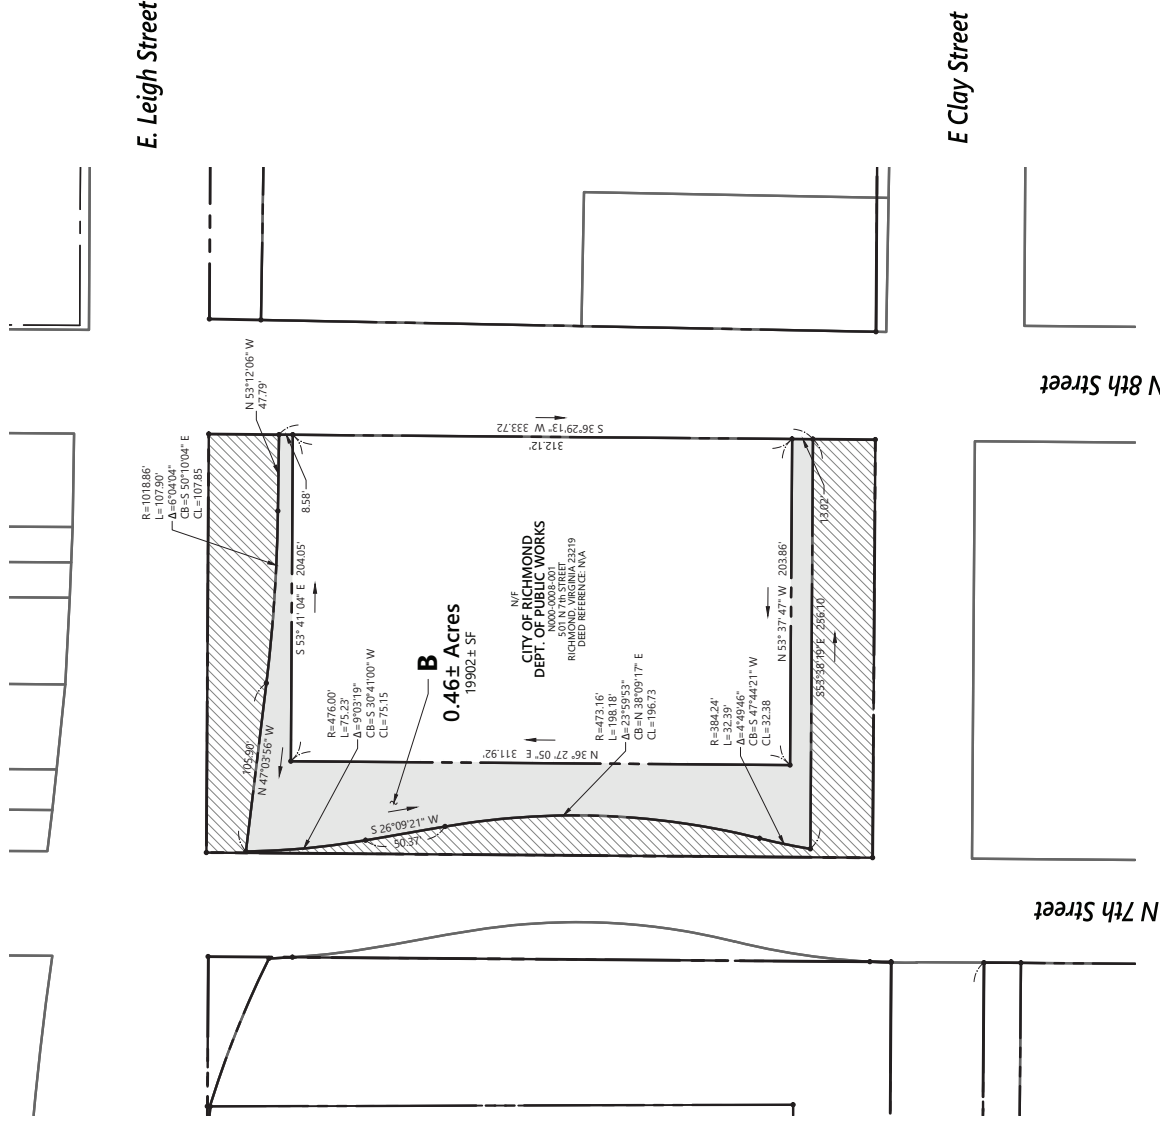 E. Leigh Street
E Clay Street
N 8th Street
N 7th Street
N 53°12'06" W
47.79'
R=1018.86'
L=107.90'
Δ=6°04'04"
CB=S 50°10'04" E
CL=107.85
8.58'
S 36°29'13" W 333.72
312.12'
13.02'
S 53° 41' 04" E 204.05'
N/F
CITY OF RICHMOND
DEPT. OF PUBLIC WORKS
N000-0008-001
501 N 7th STREET
RICHMOND, VIRGINIA 23219
DEED REFERENCE: N\A
B
0.46± Acres
19902 ± SF
N 53° 37' 47" W 203.86'
S53°38'19"E 256.10
105.90'
N 47°03'56" W
R=476.00'
L=75.23'
Δ=9°03'19"
CB=S 30°41'00" W
CL=75.15
N 36° 27' 05" E 311.92'
R=473.16'
L=198.18'
Δ=23°59'53"
CB=N 38°09'17" E
CL=196.73
R=384.24'
L=32.39'
Δ=4°49'46"
CB=S 47°44'21" W
CL=32.38
S 26°09'21" W
50.37'